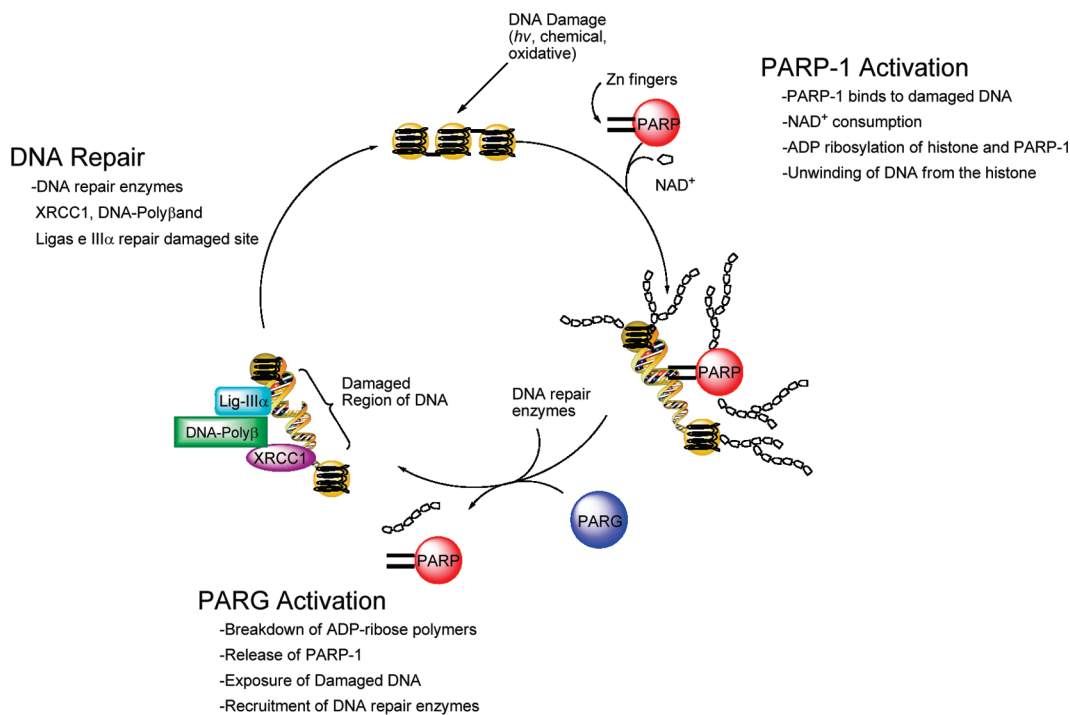 DNA Damage
(hv, chemical,
oxidative)
Zn fingers
PARP
NAD+
PARP-1 Activation
-PARP-1 binds to damaged DNA
-NAD+ consumption
-ADP ribosylation of histone and PARP-1
-Unwinding of DNA from the histone
DNA Repair
-DNA repair enzymes
XRCC1, DNA-Polyβand
Ligas e IIIα repair damaged site
PARP
Lig-IIIα
DNA-Polyβ
XRCC1
Damaged
Region of DNA
DNA repair
enzymes
PARG
PARP
PARG Activation
-Breakdown of ADP-ribose polymers
-Release of PARP-1
-Exposure of Damaged DNA
-Recruitment of DNA repair enzymes